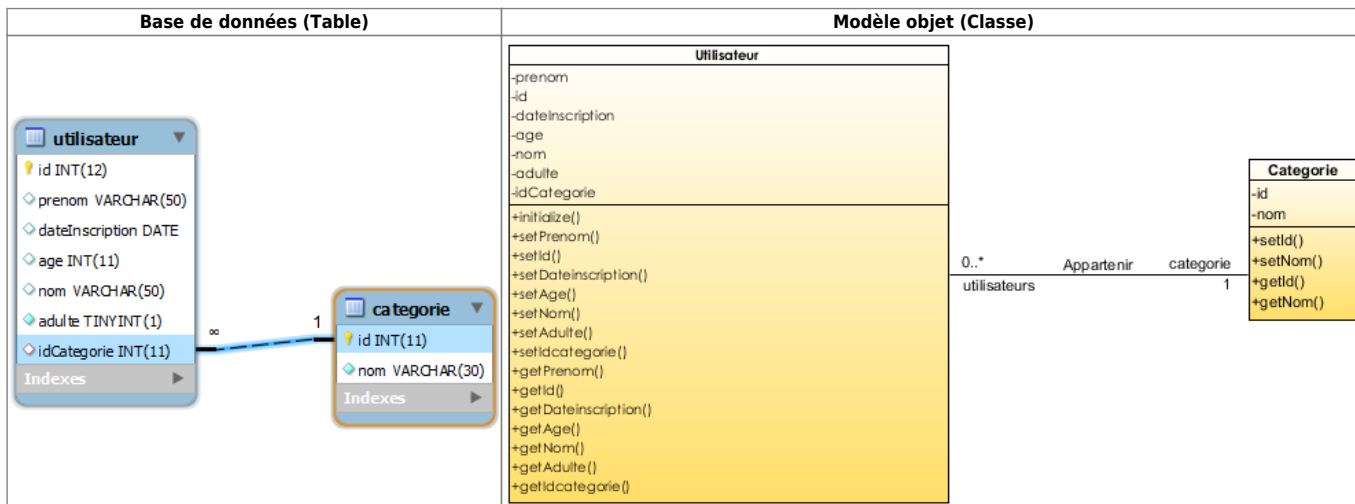 Base de données (Table)
Modèle objet (Classe)
utilisateur
id INT(12)
prenom VARCHAR(50)
dateInscription DATE
age INT(11)
nom VARCHAR(50)
adulte TINYINT(1)
idCategorie INT(11)
Indexes
∞
1
categorie
id INT(11)
nom VARCHAR(30)
Indexes
Utilisateur
-prenom
-id
-dateInscription
-age
-nom
-adulte
-idCategorie
+initialize()
+setPrenom()
+setId()
+setDateinscription()
+setAge()
+setNom()
+setAdulte()
+setIdcategorie()
+getPrenom()
+getId()
+getDateinscription()
+getAge()
+getNom()
+getAdulte()
+getIdcategorie()
0..*
Appartenir
categorie
utilisateurs
1
Categorie
-id
-nom
+setId()
+setNom()
+getId()
+getNom()